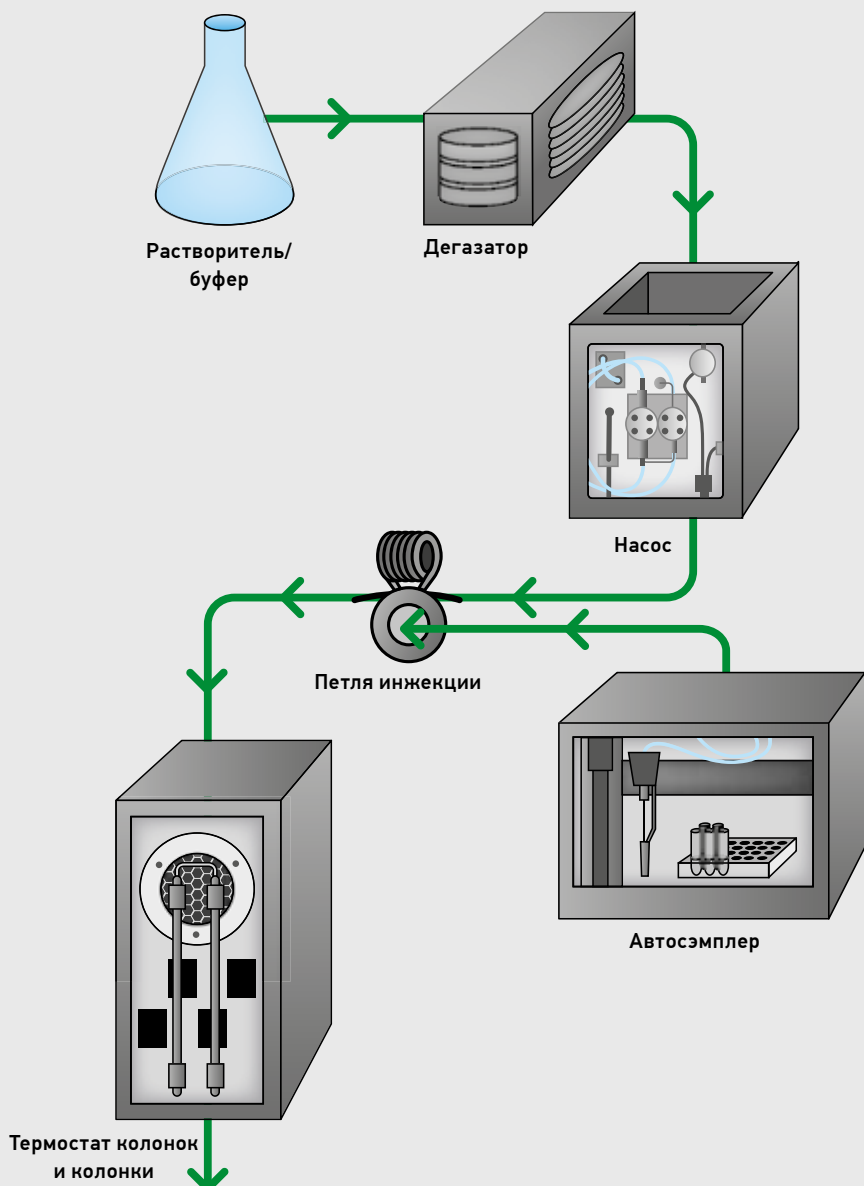 Растворитель/
буфер
Дегазатор
Насос
Петля инжекции
Автосэмплер
Термостат колонок
и колонки